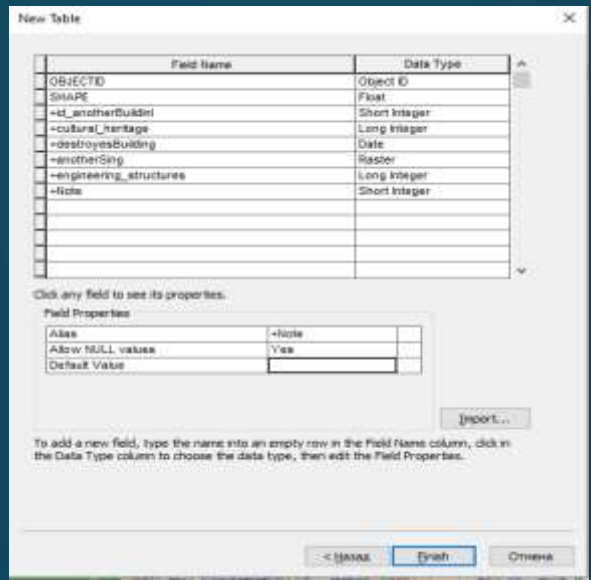 New Table
Field Name Data Type
OBJECTID Object ID
SHAPE Float
+id_anotherBuildinl Short Integer
+cultural_heritage Long Integer
+destroyesBuilding Date
+anotherSing Raster
+engineering_structures Long Integer
+Note Short Integer
Click any field to see its properties.
Field Properties
Alias +Note
Allow NULL values Yes
Default Value
Import...
To add a new field, type the name into an empty row in the Field Name column, click in
the Data Type column to choose the data type, then edit the Field Properties.
< Назад Finish Отмена